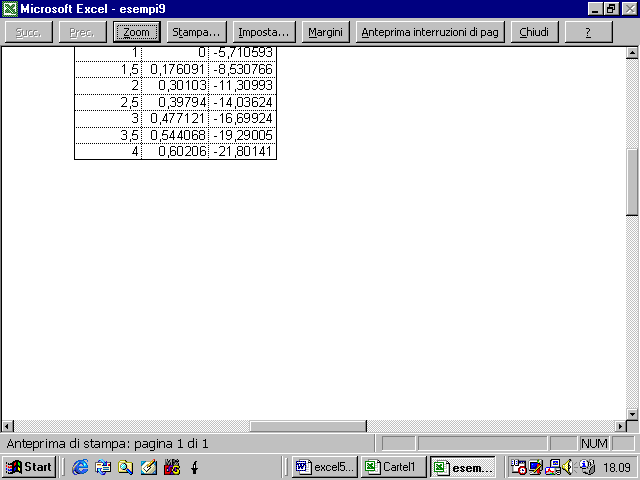 Microsoft Excel - esempi9
Succ. Prec. Zoom Stampa... Imposta... Margini Anteprima interruzioni di pag Chiudi ?
1 0 -5,710593
1,5 0,176091 -8,530766
2 0,30103 -11,30993
2,5 0,39794 -14,03624
3 0,477121 -16,69924
3,5 0,544068 -19,29005
4 0,60206 -21,80141
Anteprima di stampa: pagina 1 di 1 NUM
Start excel5... Cartel1 esem... 18.09